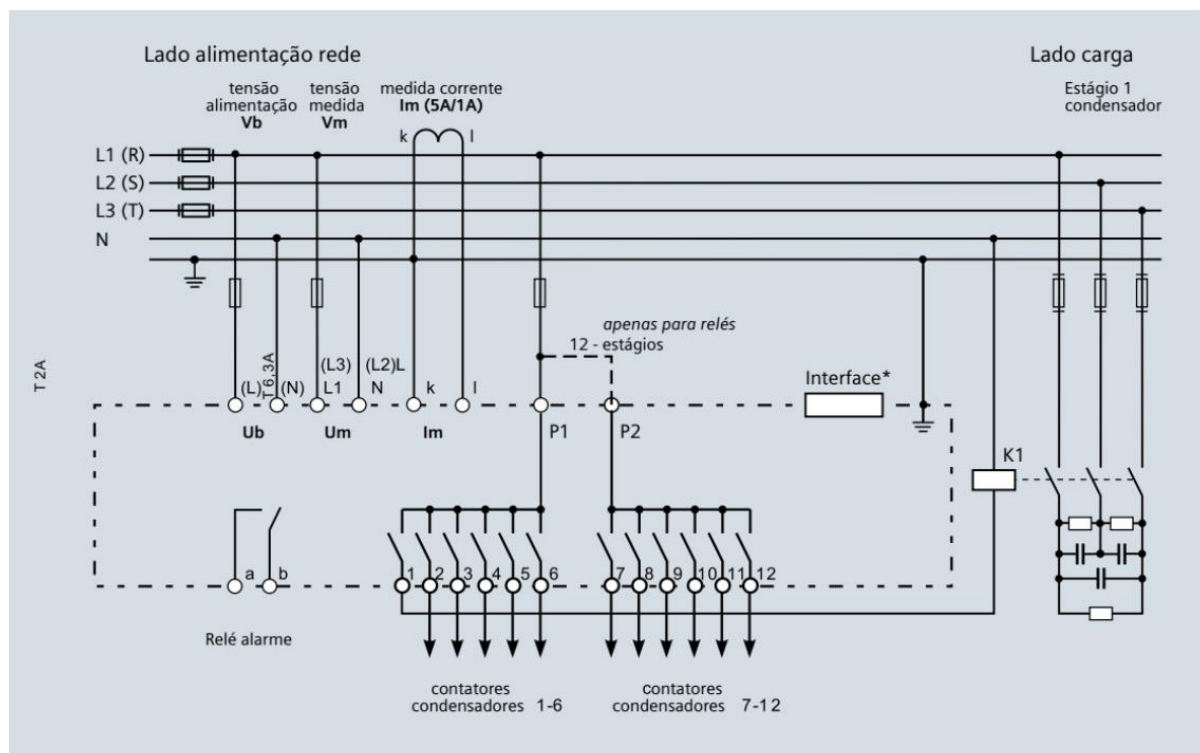 Lado alimentação rede
Lado carga
tensão
alimentação
Vb
tensão
medida
Vm
medida corrente
Im (5A/1A)
Estágio 1
condensador
k
l
L1 (R)
L2 (S)
L3 (T)
N
apenas para relés
12 - estágios
T 2A
T 6,3A
(L)
(N)
(L3)
L1
(L2)L
N
k
l
Interface*
Ub
Um
Im
P1
P2
K1
a
b
1
2
3
4
5
6
7
8
9
10
11
12
Relé alarme
contatores
condensadores 1-6
contatores
condensadores 7-12